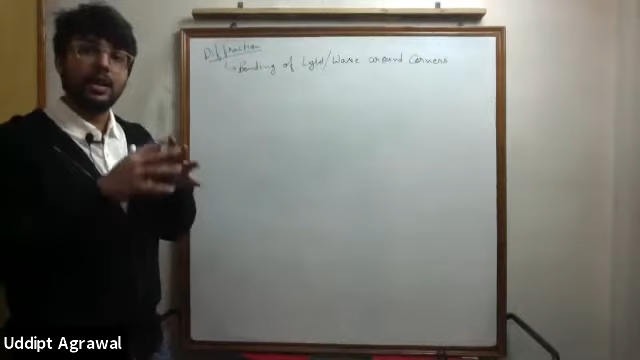 Diffraction
↳ Bending of Light/Wave around Corners
Uddipt Agrawal